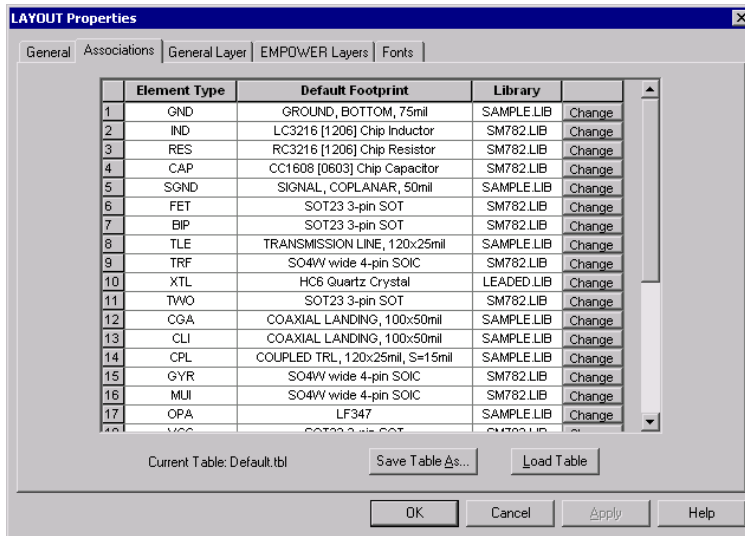 LAYOUT Properties
General Associations General Layer EMPOWER Layers Fonts
Element Type Default Footprint Library
1 GND GROUND, BOTTOM, 75mil SAMPLE.LIB Change
2 IND LC3216 [1206] Chip Inductor SM782.LIB Change
3 RES RC3216 [1206] Chip Resistor SM782.LIB Change
4 CAP CC1608 [0603] Chip Capacitor SM782.LIB Change
5 SGND SIGNAL, COPLANAR, 50mil SAMPLE.LIB Change
6 FET SOT23 3-pin SOT SM782.LIB Change
7 BIP SOT23 3-pin SOT SM782.LIB Change
8 TLE TRANSMISSION LINE, 120x25mil SAMPLE.LIB Change
9 TRF SO4W wide 4-pin SOIC SM782.LIB Change
10 XTL HC6 Quartz Crystal LEADED.LIB Change
11 TWO SOT23 3-pin SOT SM782.LIB Change
12 CGA COAXIAL LANDING, 100x50mil SAMPLE.LIB Change
13 CLI COAXIAL LANDING, 100x50mil SAMPLE.LIB Change
14 CPL COUPLED TRL, 120x25mil, S=15mil SAMPLE.LIB Change
15 GYR SO4W wide 4-pin SOIC SM782.LIB Change
16 MUI SO4W wide 4-pin SOIC SM782.LIB Change
17 OPA LF347 SAMPLE.LIB Change
Current Table: Default.tbl Save Table As... Load Table
OK Cancel Apply Help